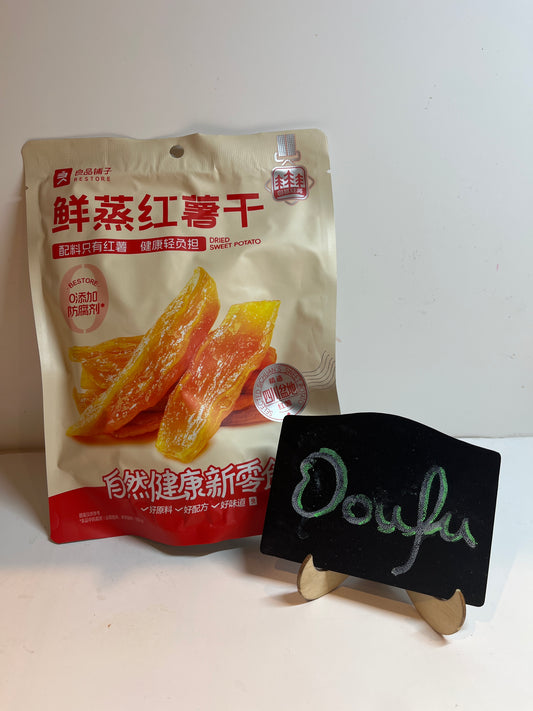 良品铺子
BESTORE
鲜蒸红薯干
配料只有红薯 健康轻负担
DRIED
SWEET POTATO
BESTORE
0添加
防腐剂*
自然健康新零食
好原料 好配方 好味道
Doufu